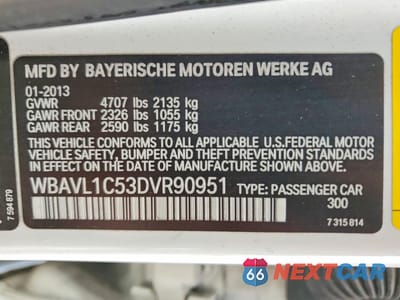 MFD BY BAYERISCHE MOTOREN WERKE AG
01-2013
GVWR 4707 lbs 2135 kg
GAWR FRONT 2326 lbs 1055 kg
GAWR REAR 2590 lbs 1175 kg
THIS VEHICLE CONFORMS TO ALL APPLICABLE U.S.FEDERAL MOTOR
VEHICLE SAFETY, BUMPER, AND THEFT PREVENTION STANDARDS IN
EFFECT ON THE DATE OF MANUFACTURE SHOWN ABOVE.
WBAVL1C53DVR90951 TYPE: PASSENGER CAR
300
7 315 814
7 594 879
66 NEXTCAR